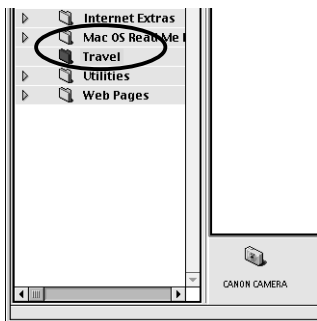 Internet Extras
Mac OS Read Me
Travel
Utilities
Web Pages
CANON CAMERA